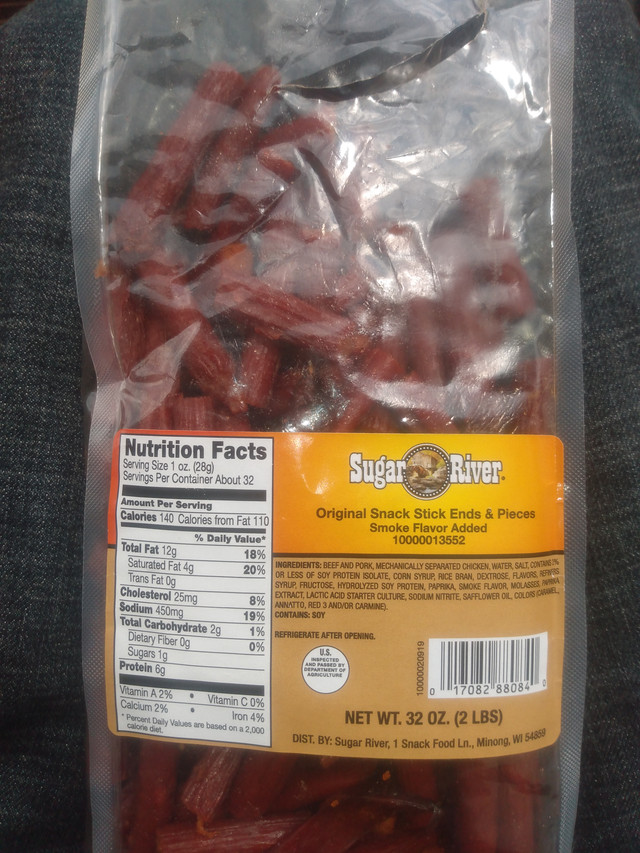 Nutrition Facts
Serving Size 1 oz. (28g)
Servings Per Container About 32
Amount Per Serving
Calories 140 Calories from Fat 110
% Daily Value*
Total Fat 12g 18%
Saturated Fat 4g 20%
Trans Fat 0g
Cholesterol 25mg 8%
Sodium 450mg 19%
Total Carbohydrate 2g 1%
Dietary Fiber 0g 0%
Sugars 1g
Protein 6g
Vitamin A 2% • Vitamin C 0%
Calcium 2% • Iron 4%
* Percent Daily Values are based on a 2,000
calorie diet.
Sugar River
Original Snack Stick Ends & Pieces
Smoke Flavor Added
10000013552
INGREDIENTS: BEEF AND PORK, MECHANICALLY SEPARATED CHICKEN, WATER, SALT, CONTAINS 2%
OR LESS OF SOY PROTEIN ISOLATE, CORN SYRUP, RICE BRAN, DEXTROSE, FLAVORS,
SYRUP, FRUCTOSE, HYDROLYZED SOY PROTEIN, PAPRIKA, SMOKE FLAVOR, MOLASSES, PAPRIKA
EXTRACT, LACTIC ACID STARTER CULTURE, SODIUM NITRITE, SAFFLOWER OIL, COLORS (CARAMEL,
ANNATTO, RED 3 AND/OR CARMINE).
CONTAINS: SOY
REFRIGERATE AFTER OPENING.
U.S.
INSPECTED
AND PASSED BY
DEPARTMENT OF
AGRICULTURE
10000020919
0 17082 88084 0
NET WT. 32 OZ. (2 LBS)
DIST. BY: Sugar River, 1 Snack Food Ln., Minong, WI 54859